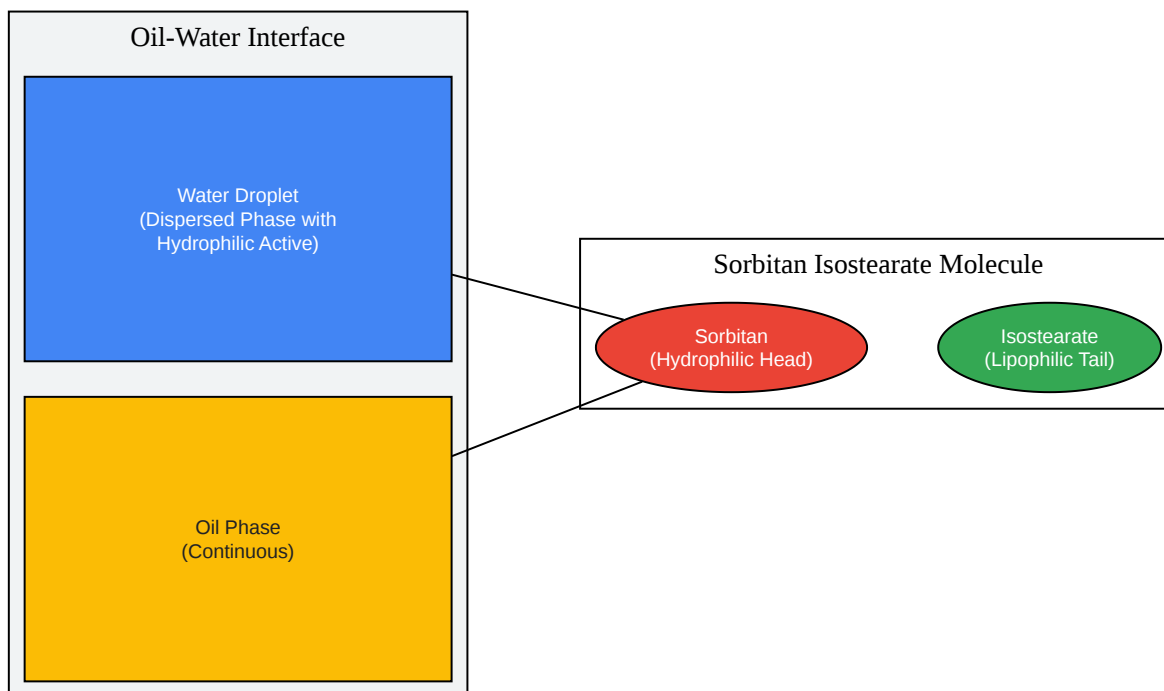 Oil-Water Interface
Water Droplet
(Dispersed Phase with
Hydrophilic Active)
Oil Phase
(Continuous)
Sorbitan Isostearate Molecule
Sorbitan
(Hydrophilic Head)
Isostearate
(Lipophilic Tail)